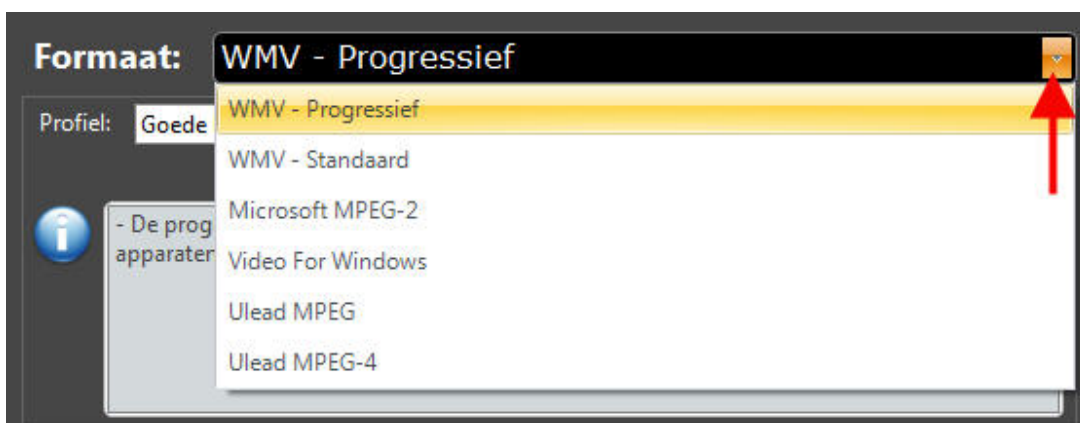 Formaat: WMV - Progressief
WMV - Progressief
Profiel: Goede
WMV - Standaard
Microsoft MPEG-2
- De prog
apparaten
Video For Windows
Ulead MPEG
Ulead MPEG-4